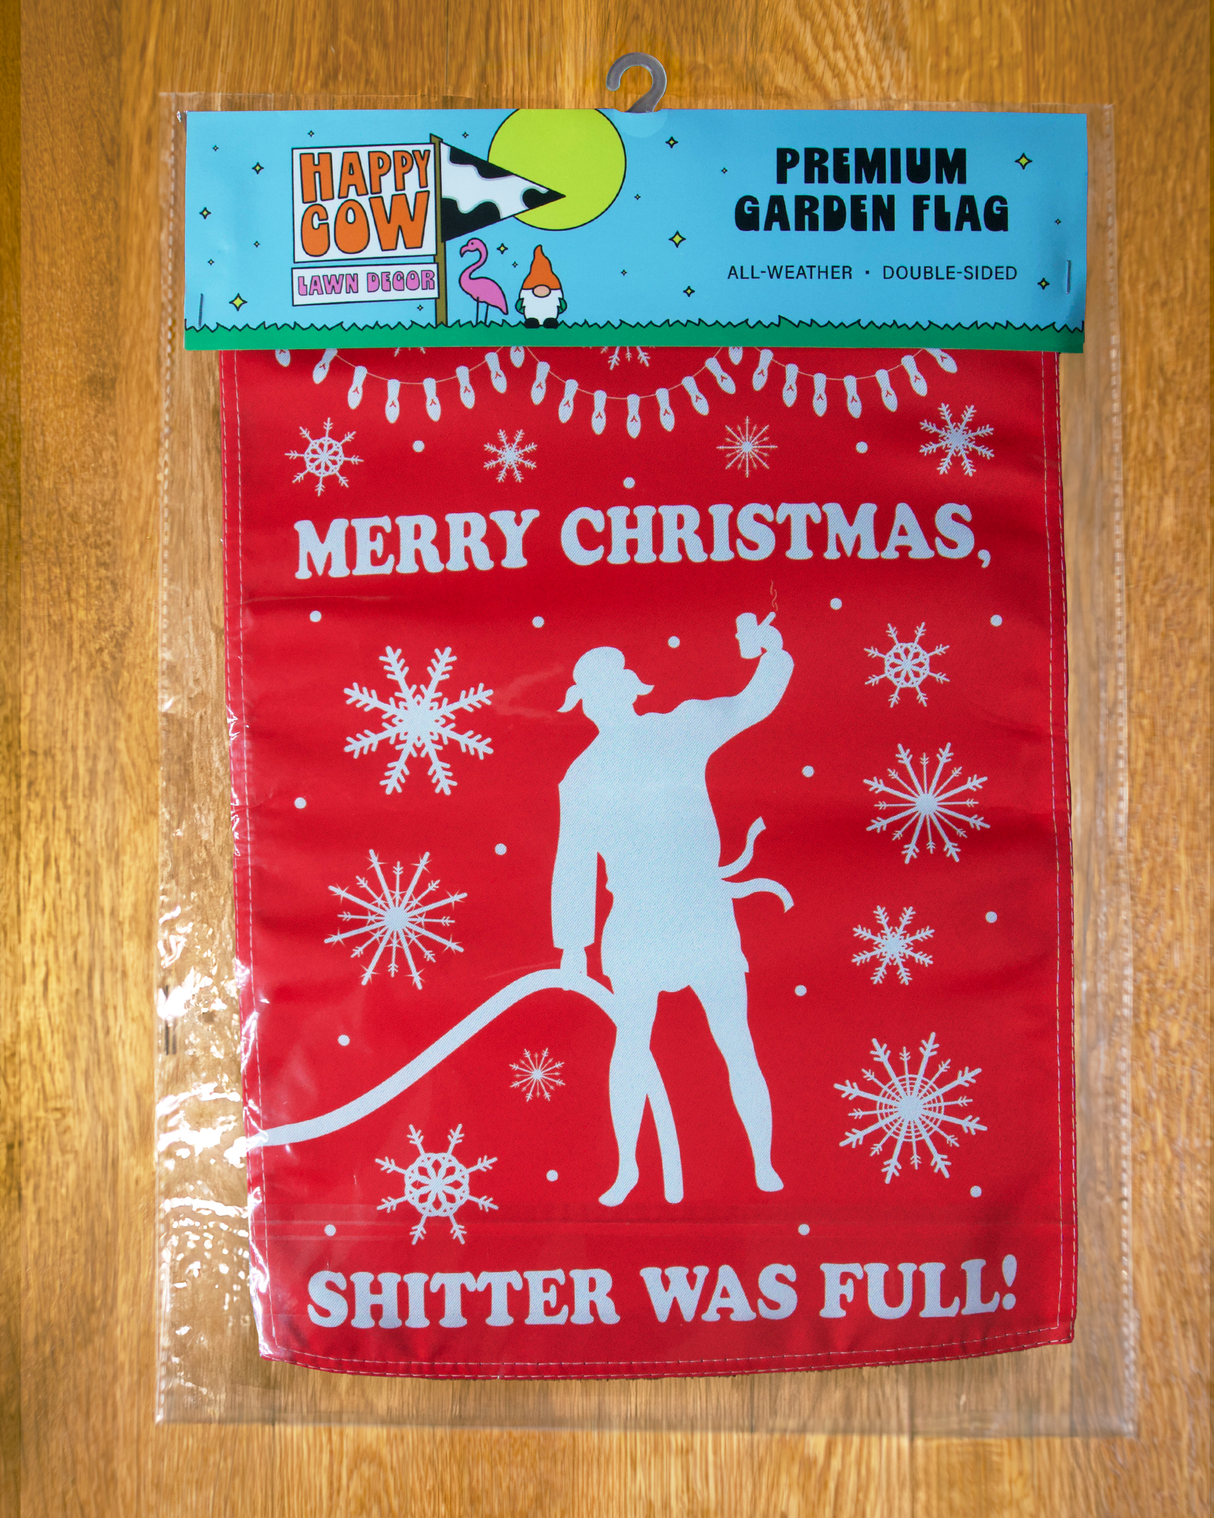 HAPPY
COW
LAWN DECOR
PREMIUM
GARDEN FLAG
ALL-WEATHER · DOUBLE-SIDED
MERRY CHRISTMAS,
SHITTER WAS FULL!